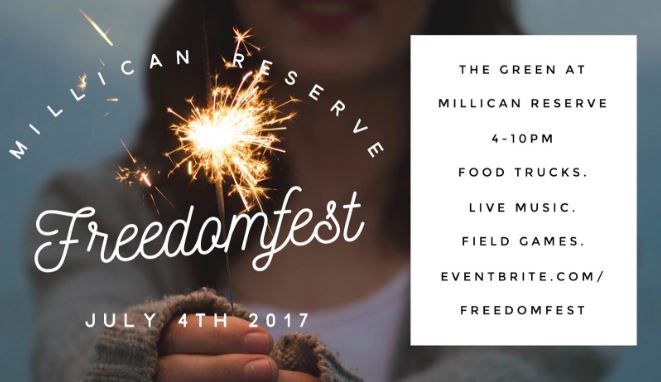 MILLICAN RESERVE
Freedomfest
JULY 4TH 2017
THE GREEN AT
MILLICAN RESERVE
4-10PM
FOOD TRUCKS.
LIVE MUSIC.
FIELD GAMES.
EVENTBRITE.COM/
FREEDOMFEST